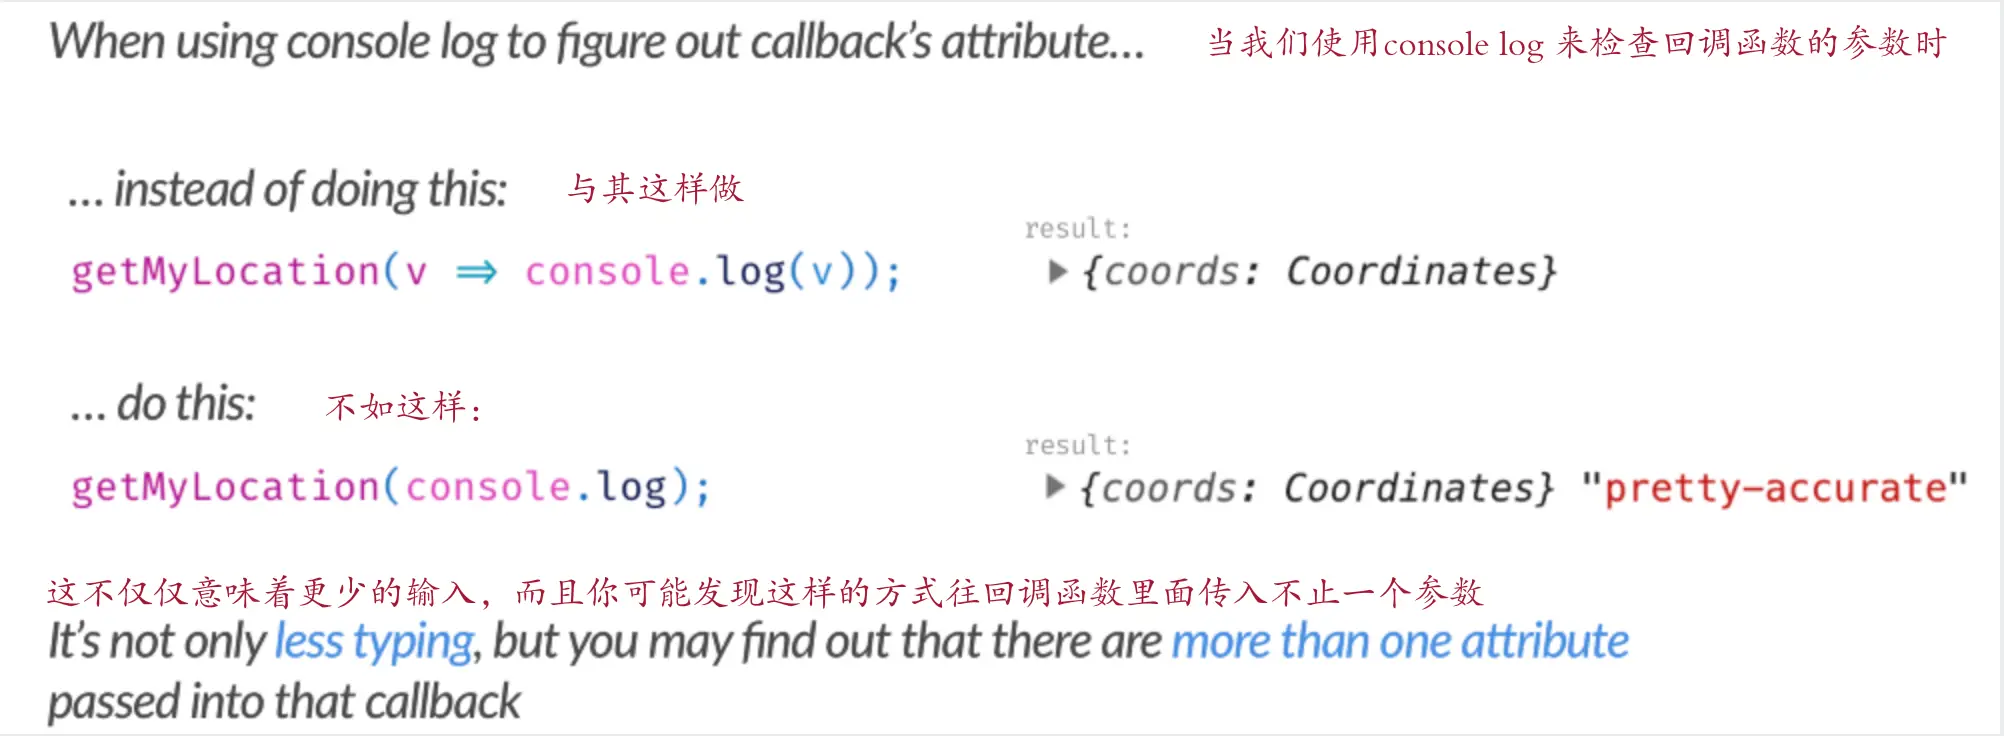 When using console log to figure out callback's attribute... 当我们使用console log 来检查回调函数的参数时
... instead of doing this: 与其这样做
result:
getMyLocation(v => console.log(v)); ▶ {coords: Coordinates}
... do this: 不如这样：
result:
getMyLocation(console.log); ▶ {coords: Coordinates} "pretty-accurate"
这不仅仅意味着更少的输入，而且你可能发现这样的方式往回调函数里面传入不止一个参数
It's not only less typing, but you may find out that there are more than one attribute
passed into that callback